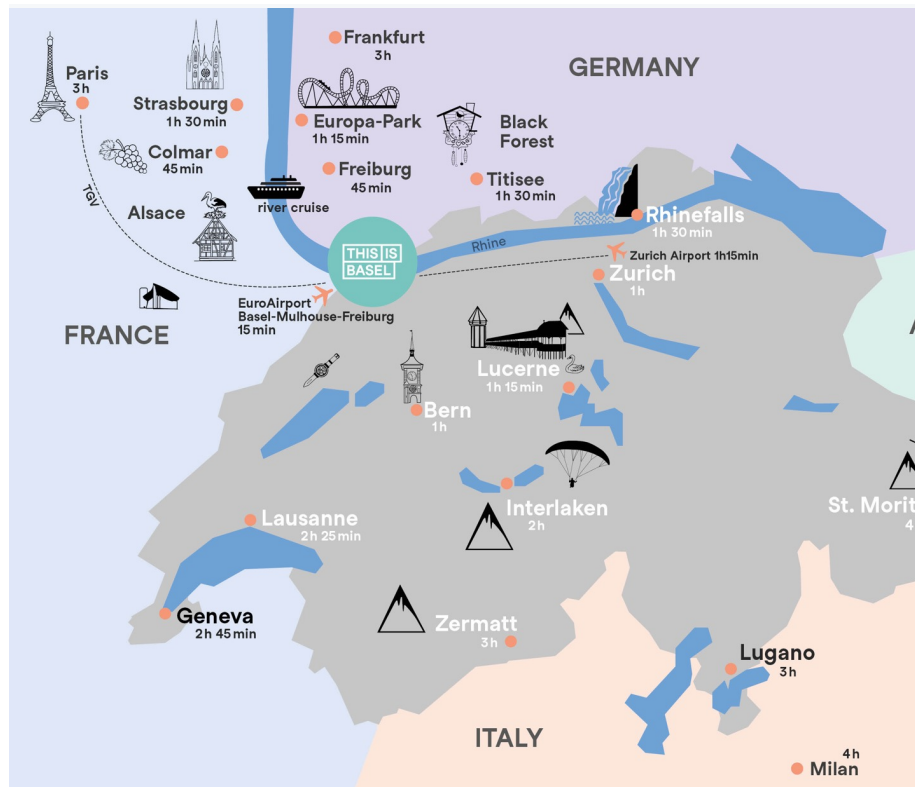 Frankfurt
3h
GERMANY
Paris
3h
Strasbourg
1h 30min
Europa-Park
1h 15min
Black
Forest
Colmar
45min
Freiburg
45min
Titisee
1h 30min
TGV
river cruise
Alsace
Rhinefalls
1h 30min
Rhine
THIS IS
BASEL
Zurich Airport 1h15min
Zurich
1h
EuroAirport
Basel-Mulhouse-Freiburg
15 min
FRANCE
A
Lucerne
1h 15min
Bern
1h
Interlaken
2h
St. Morit
4
Lausanne
2h 25min
Geneva
2h 45min
Zermatt
3h
Lugano
3h
ITALY
4h
Milan